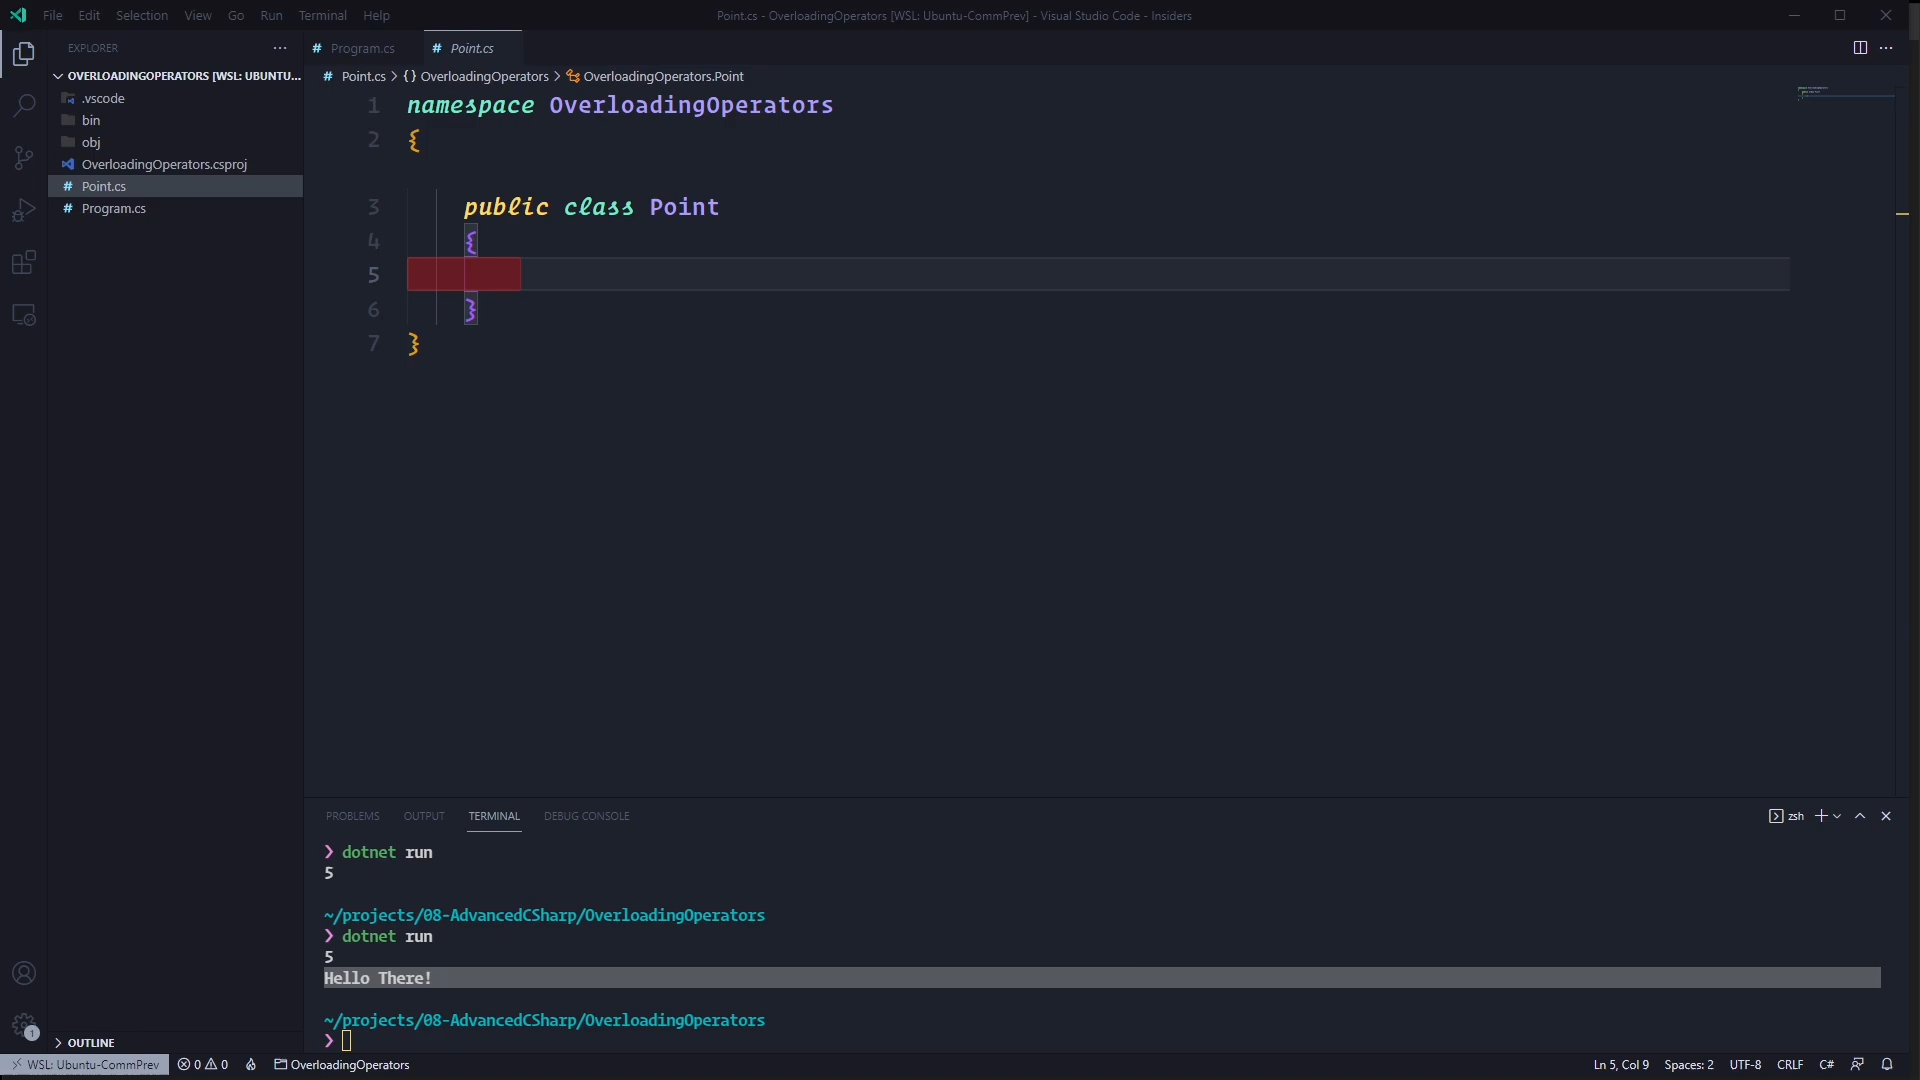 File Edit Selection View Go Run Terminal Help
Point.cs - OverloadingOperators [WSL: Ubuntu-CommPrev] - Visual Studio Code - Insiders
EXPLORER
OVERLOADINGOPERATORS [WSL: UBUNTU...
.vscode
bin
obj
OverloadingOperators.csproj
# Point.cs
# Program.cs
OUTLINE
# Program.cs
# Point.cs
# Point.cs > {} OverloadingOperators > OverloadingOperators.Point
1 namespace OverloadingOperators
2 {
3 public class Point
4 {
5
6 }
7 }
PROBLEMS OUTPUT TERMINAL DEBUG CONSOLE
zsh
❯ dotnet run
5
~/projects/08-AdvancedCSharp/OverloadingOperators
❯ dotnet run
5
Hello There!
~/projects/08-AdvancedCSharp/OverloadingOperators
❯
1
WSL: Ubuntu-CommPrev 0 0 OverloadingOperators
Ln 5, Col 9 Spaces: 2 UTF-8 CRLF C#